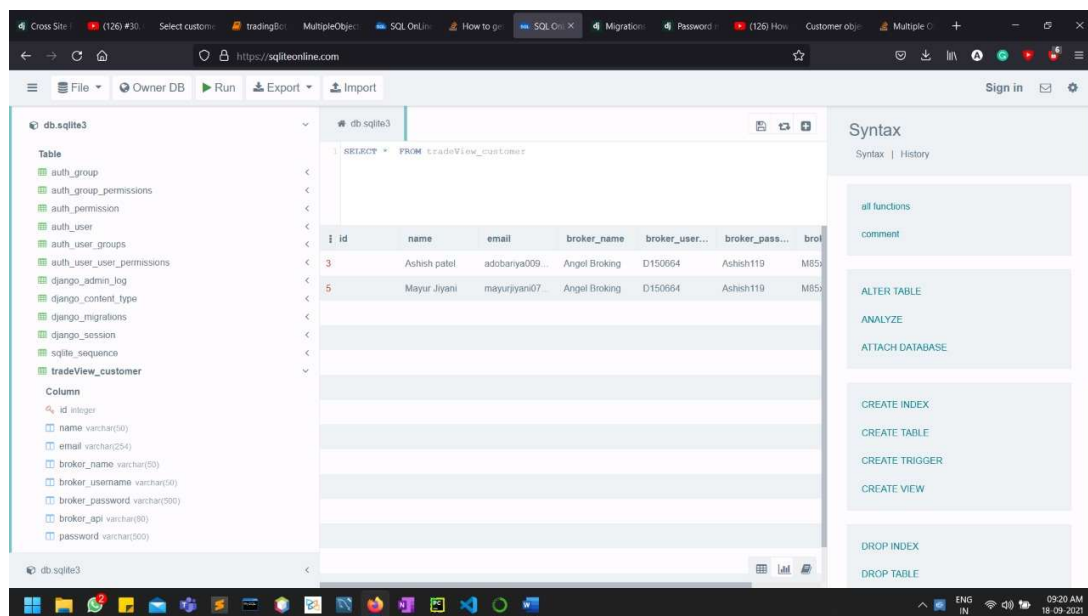 Cross Site
(126) #30.
Select custome
tradingBo
MultipleObjec
SQL OnLin
How to ge
SQL On
Migration
Password
(126) How
Customer obje
Multiple O
https://sqliteonline.com
File
Owner DB
Run
Export
Import
Sign in
db.sqlite3
Table
auth_group
auth_group_permissions
auth_permission
auth_user
auth_user_groups
auth_user_user_permissions
django_admin_log
django_content_type
django_migrations
django_session
sqlite_sequence
tradeView_customer
Column
id integer
name varchar(50)
email varchar(254)
broker_name varchar(50)
broker_username varchar(50)
broker_password varchar(500)
broker_api varchar(80)
password varchar(500)
db.sqlite3
db.sqlite3
1 SELECT * FROM tradeView_customer
id name email broker_name broker_user... broker_pass... brok
3 Ashish patel adobariya009... Angel Broking D150664 Ashish119
5 Mayur Jiyani mayurjiyani07... Angel Broking D150664 Ashish119
Syntax
Syntax | History
all functions
comment
ALTER TABLE
ANALYZE
ATTACH DATABASE
CREATE INDEX
CREATE TABLE
CREATE TRIGGER
CREATE VIEW
DROP INDEX
DROP TABLE
ENG
IN
09:20 AM
18-09-2021